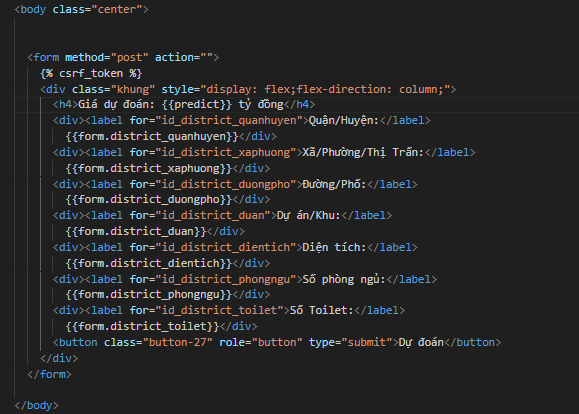 <body class="center">
<form method="post" action="">
{% csrf_token %}
<div class="khung" style="display: flex;flex-direction: column;">
<h4>Giá dự đoán: {{predict}} tỷ đồng</h4>
<div><label for="id_district_quanhuyen">Quận/Huyện:</label>
{{form.district_quanhuyen}}</div>
<div><label for="id_district_xaphuong">Xã/Phường/Thị Trấn:</label>
{{form.district_xaphuong}}</div>
<div><label for="id_district_duongpho">Đường/Phố:</label>
{{form.district_duongpho}}</div>
<div><label for="id_district_duan">Dự án/Khu:</label>
{{form.district_duan}}</div>
<div><label for="id_district_dientich">Diện tích:</label>
{{form.district_dientich}}</div>
<div><label for="id_district_phongngu">Số phòng ngủ:</label>
{{form.district_phongngu}}</div>
<div><label for="id_district_toilet">Số Toilet:</label>
{{form.district_toilet}}</div>
<button class="button-27" role="button" type="submit">Dự đoán</button>
</div>
</form>
</body>